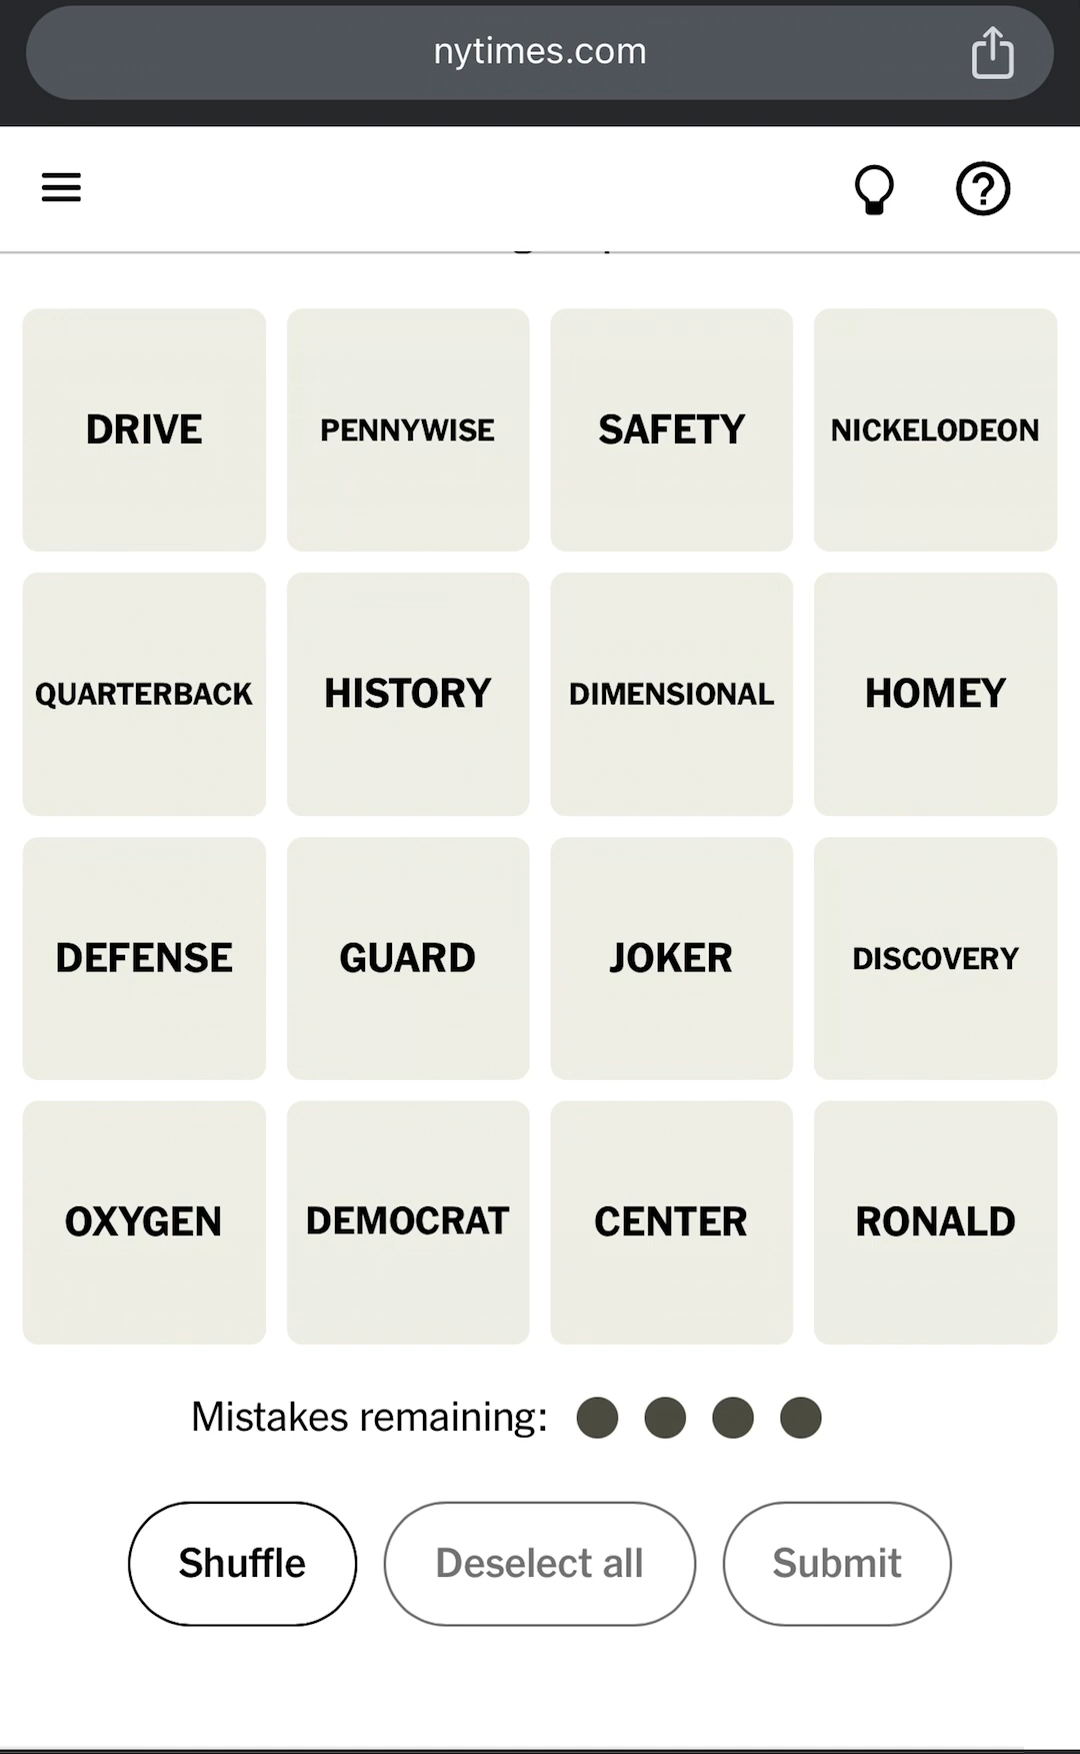 nytimes.com
DRIVE
PENNYWISE
SAFETY
NICKELODEON
QUARTERBACK
HISTORY
DIMENSIONAL
HOMEY
DEFENSE
GUARD
JOKER
DISCOVERY
OXYGEN
DEMOCRAT
CENTER
RONALD
Mistakes remaining:
Shuffle
Deselect all
Submit